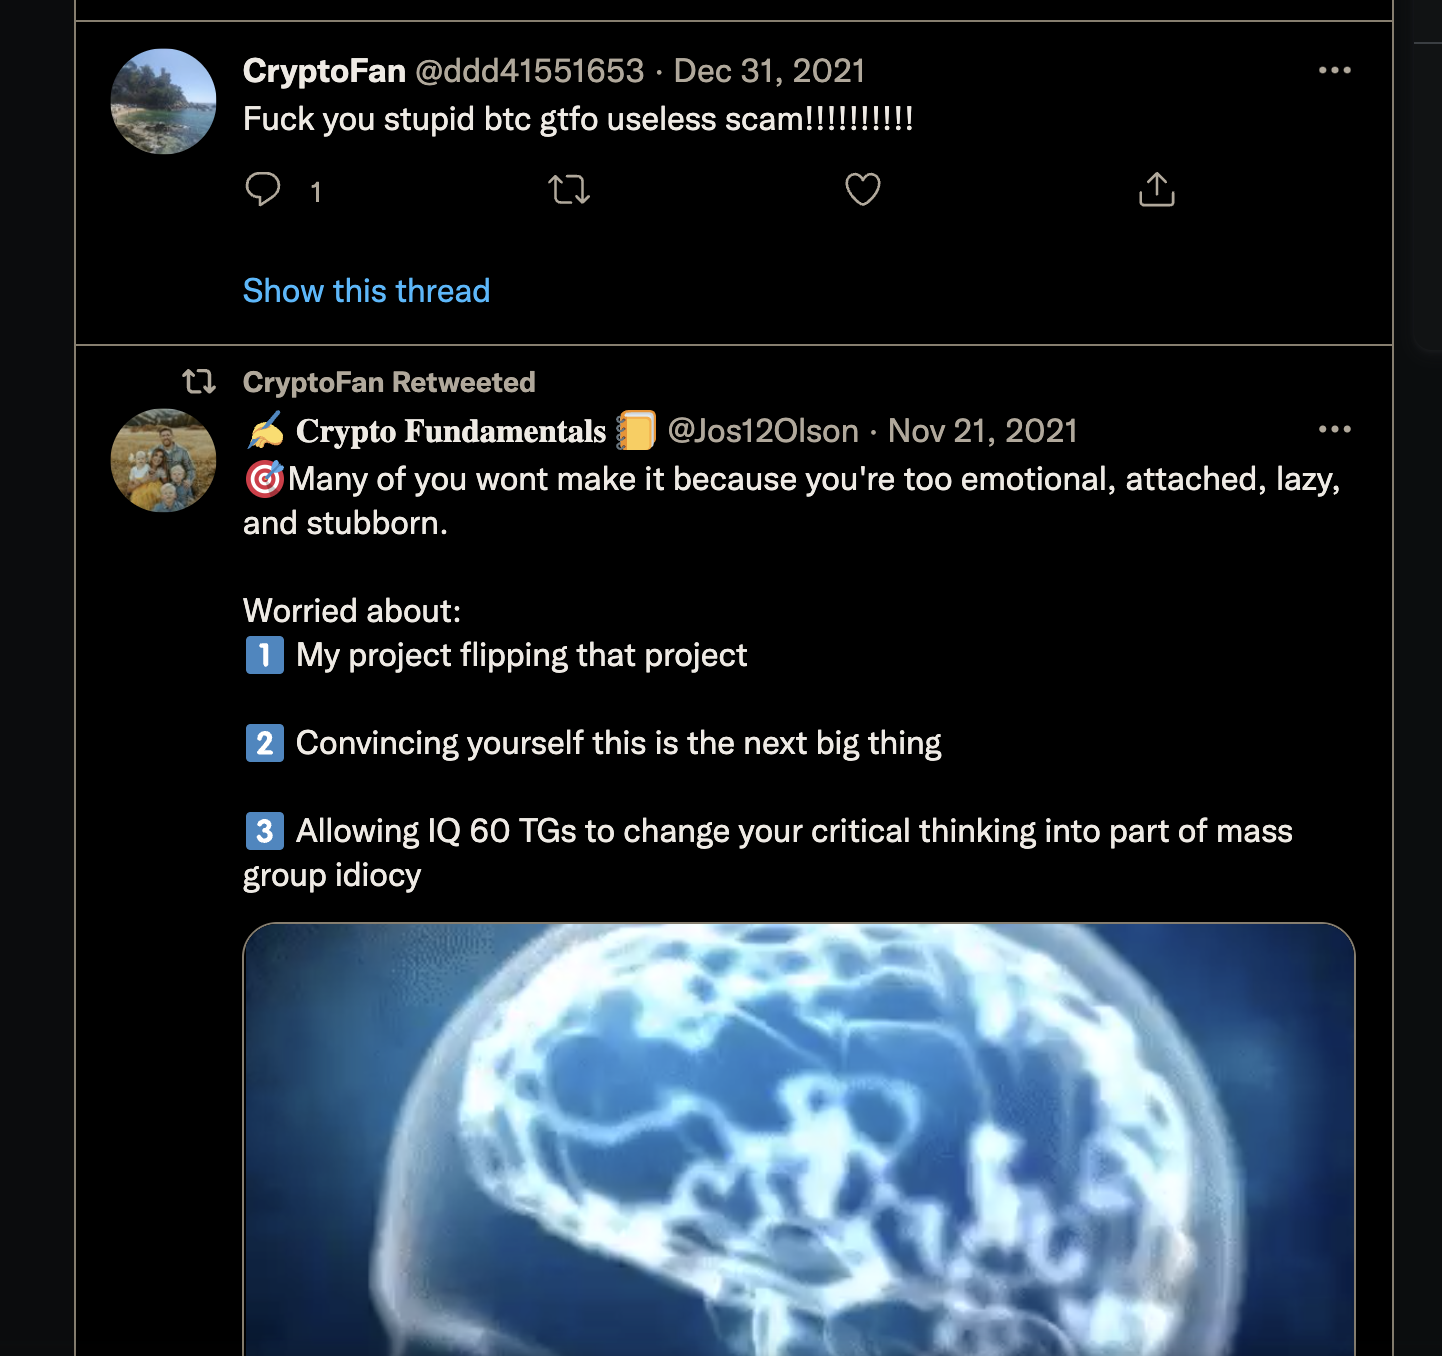 CryptoFan @ddd41551653 · Dec 31, 2021
Fuck you stupid btc gtfo useless scam!!!!!!!!!!
1
Show this thread
CryptoFan Retweeted
✍️ 𝐂𝐫𝐲𝐩𝐭𝐨 𝐅𝐮𝐧𝐝𝐚𝐦𝐞𝐧𝐭𝐚𝐥𝐬 📒 @Jos12Olson · Nov 21, 2021
🎯Many of you wont make it because you're too emotional, attached, lazy,
and stubborn.
Worried about:
1️⃣ My project flipping that project
2️⃣ Convincing yourself this is the next big thing
3️⃣ Allowing IQ 60 TGs to change your critical thinking into part of mass
group idiocy